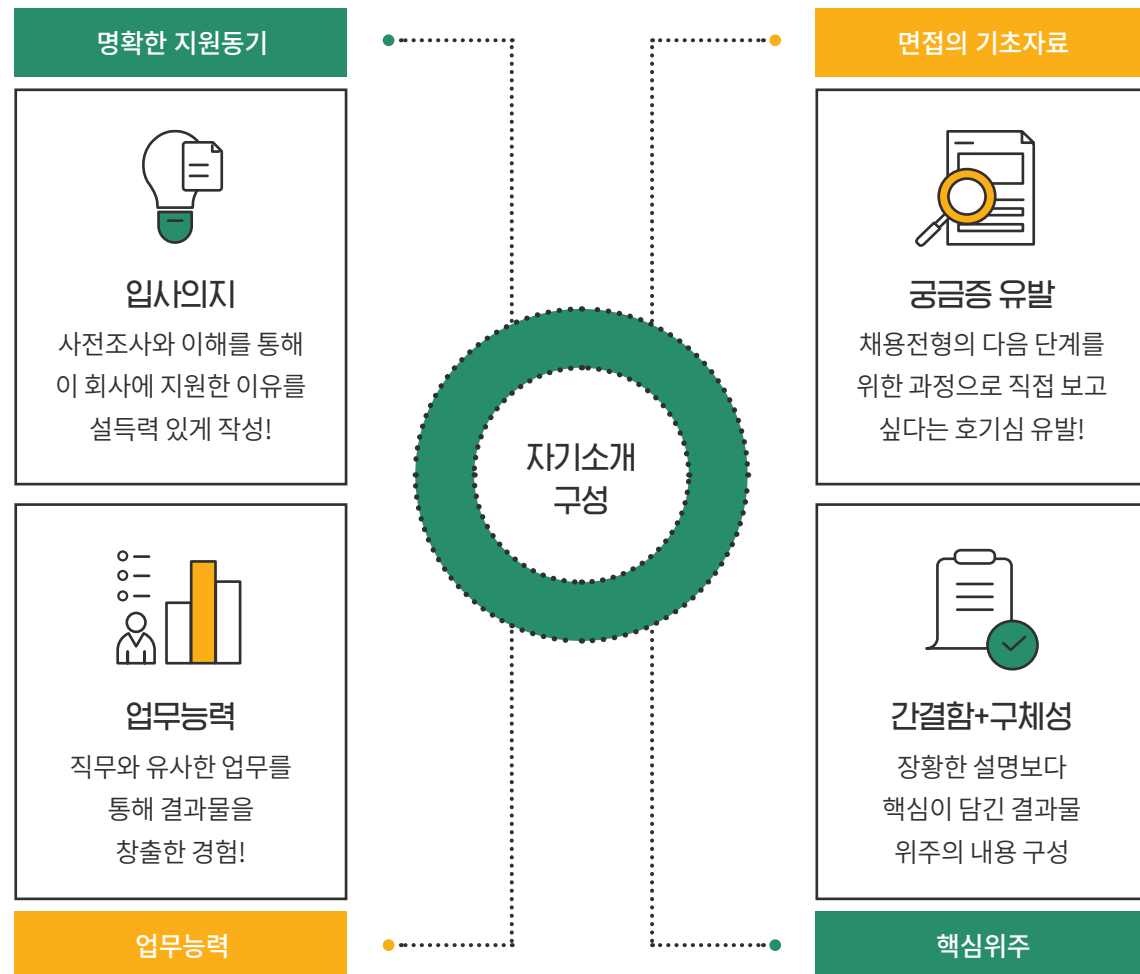 명확한 지원동기
입사의지
사전조사와 이해를 통해
이 회사에 지원한 이유를
설득력 있게 작성!
면접의 기초자료
궁금증 유발
채용전형의 다음 단계를
위한 과정으로 직접 보고
싶다는 호기심 유발!
자기소개
구성
업무능력
직무와 유사한 업무를
통해 결과물을
창출한 경험!
업무능력
간결함+구체성
장황한 설명보다
핵심이 담긴 결과물
위주의 내용 구성
핵심위주